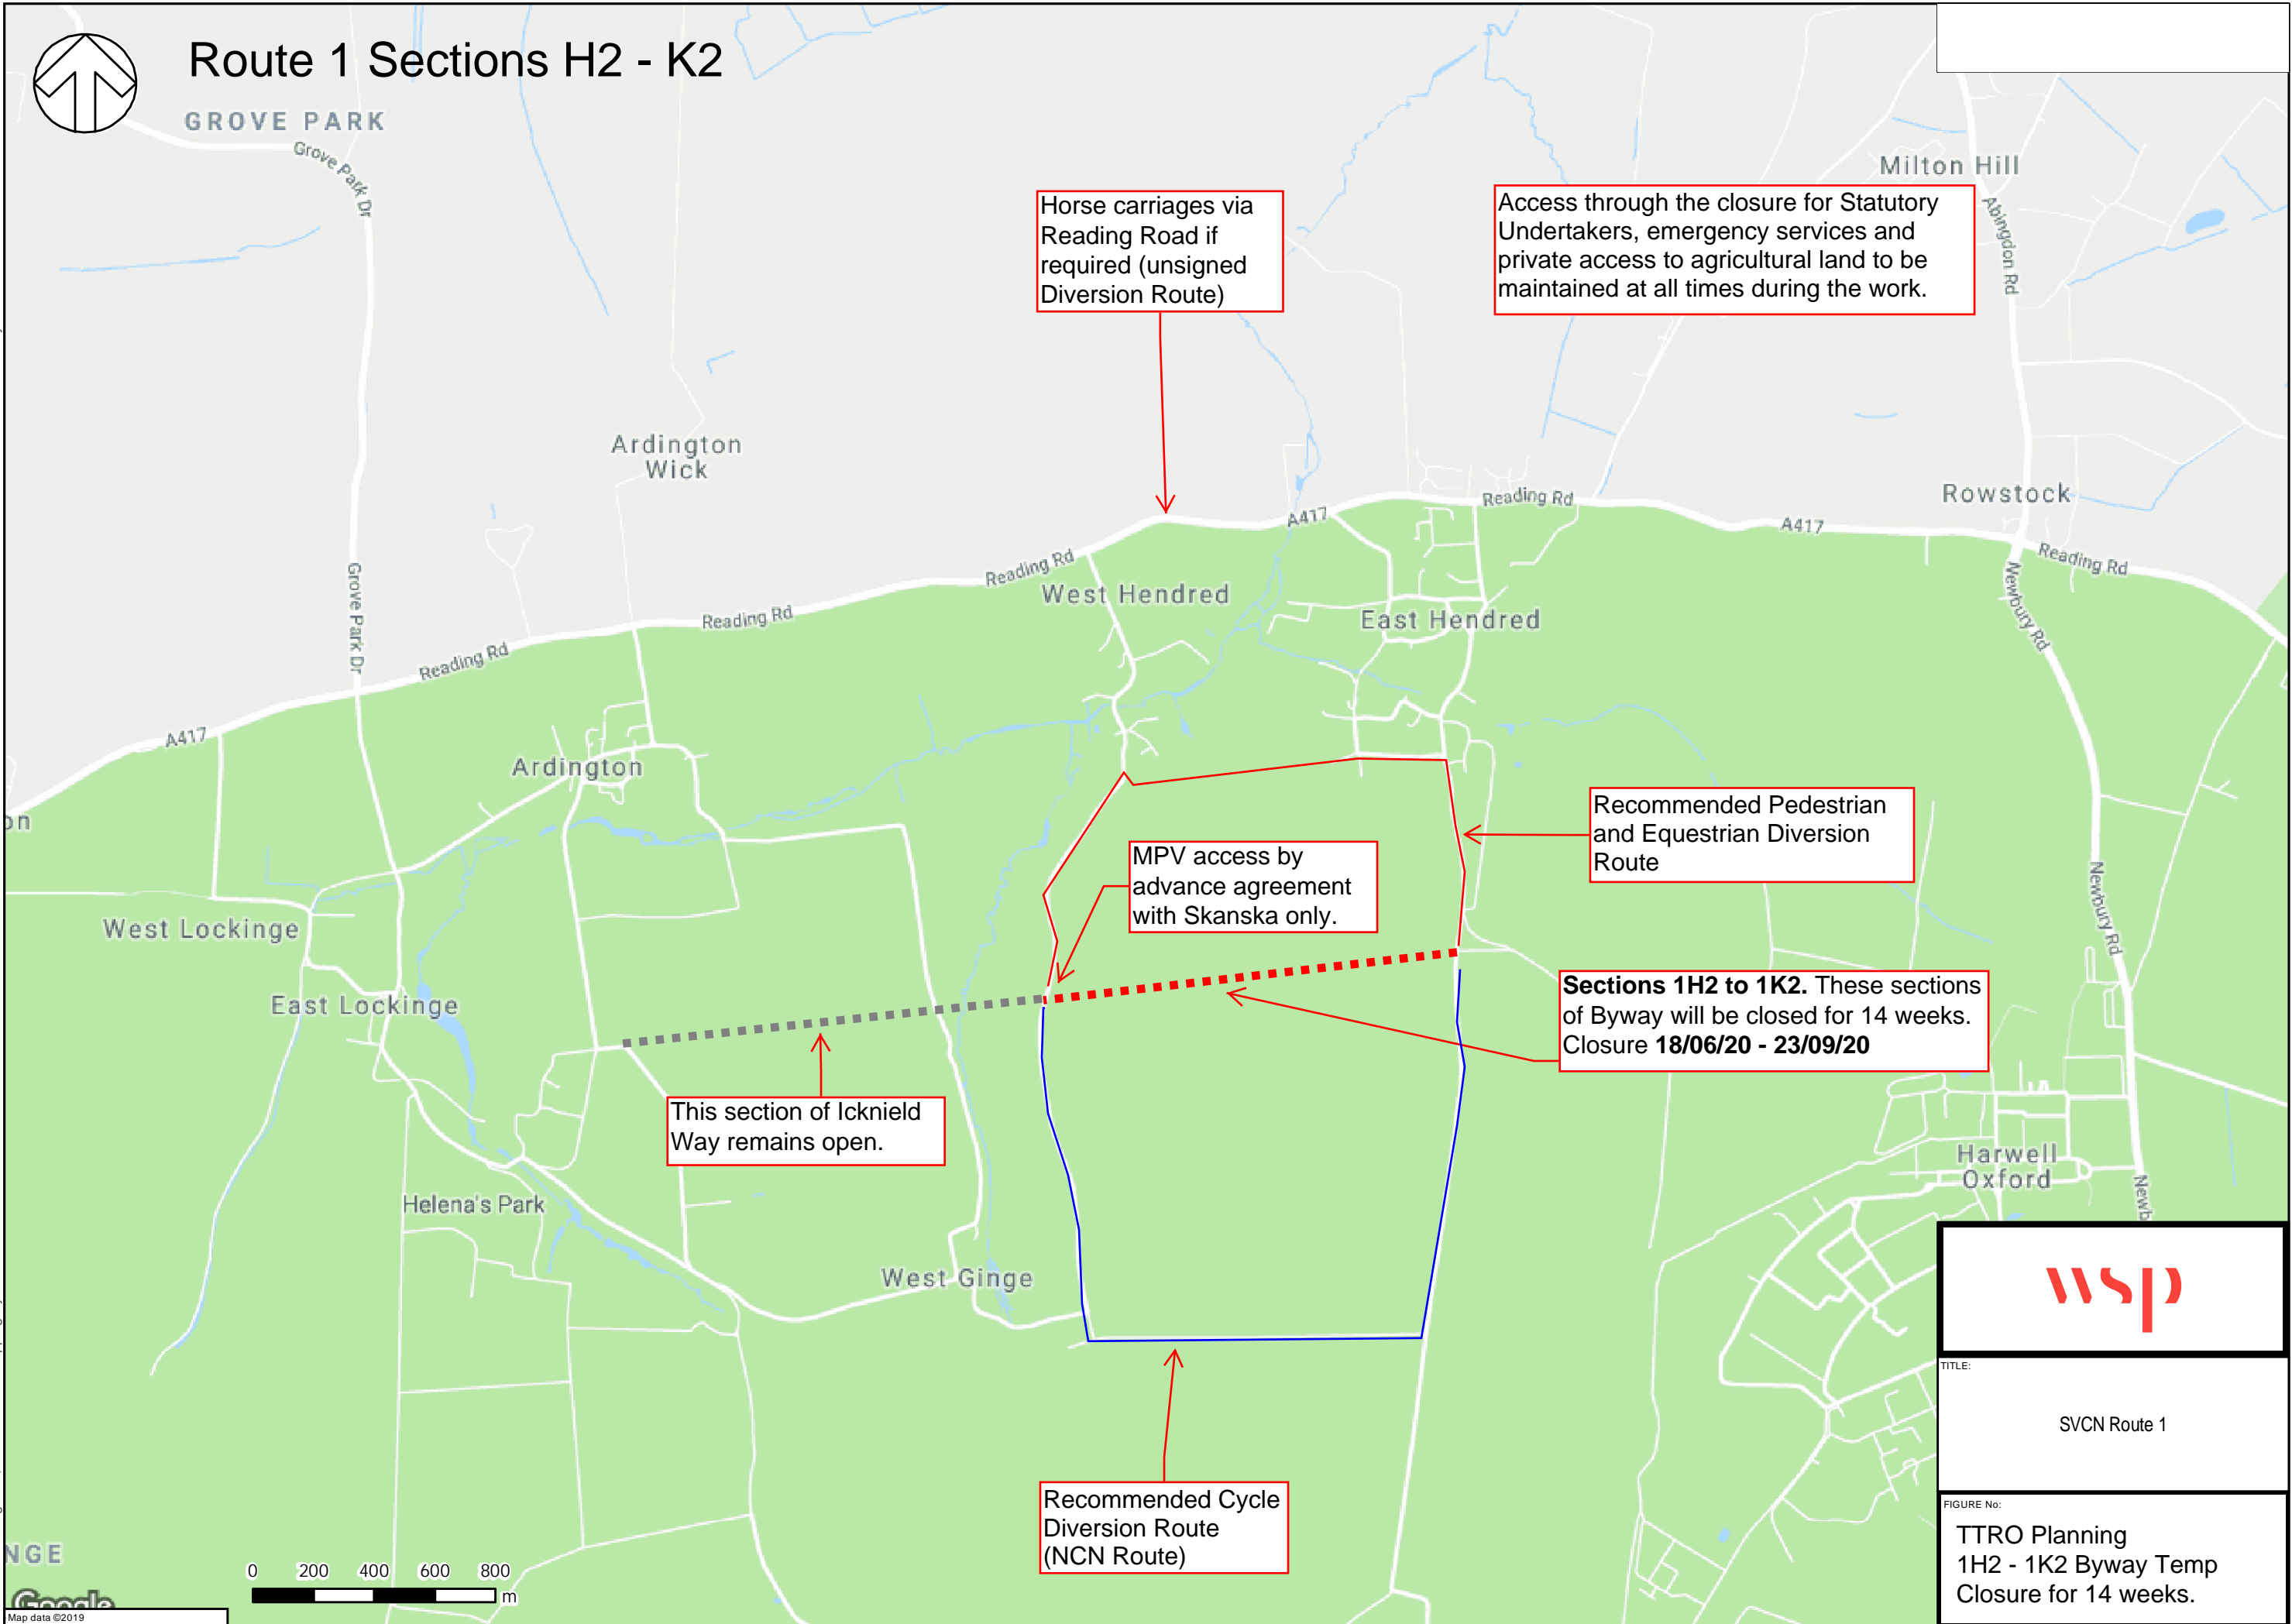 Route 1 Sections H2 - K2
GROVE PARK
Grove Park Dr
Milton Hill
Horse carriages via
Reading Road if
required (unsigned
Diversion Route)
Access through the closure for Statutory
Undertakers, emergency services and
private access to agricultural land to be
maintained at all times during the work.
Abingdon Rd
Ardington
Wick
Reading Rd
Rowstock
A417
A417
Reading Rd
Reading Rd
West Hendred
East Hendred
Grove Park Dr
Reading Rd
Newbury Rd
Reading Rd
A417
Ardington
on
Recommended Pedestrian
and Equestrian Diversion
Route
MPV access by
advance agreement
with Skanska only.
Newbury Rd
West Lockinge
East Lockinge
Sections 1H2 to 1K2. These sections
of Byway will be closed for 14 weeks.
Closure 18/06/20 - 23/09/20
This section of Icknield
Way remains open.
Harwell
Oxford
Helena's Park
Newb
West Ginge
wsp
TITLE:
SVCN Route 1
Recommended Cycle
Diversion Route
(NCN Route)
FIGURE No:
TTRO Planning
1H2 - 1K2 Byway Temp
Closure for 14 weeks.
NGE
0 200 400 600 800
m
Google
Map data ©2019